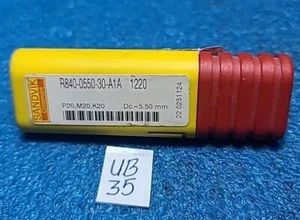 SANDVIK
R840-0550-30-A1A 1220
P20,M20,K20 Dc=5.50 mm
22 0251124
UB
35